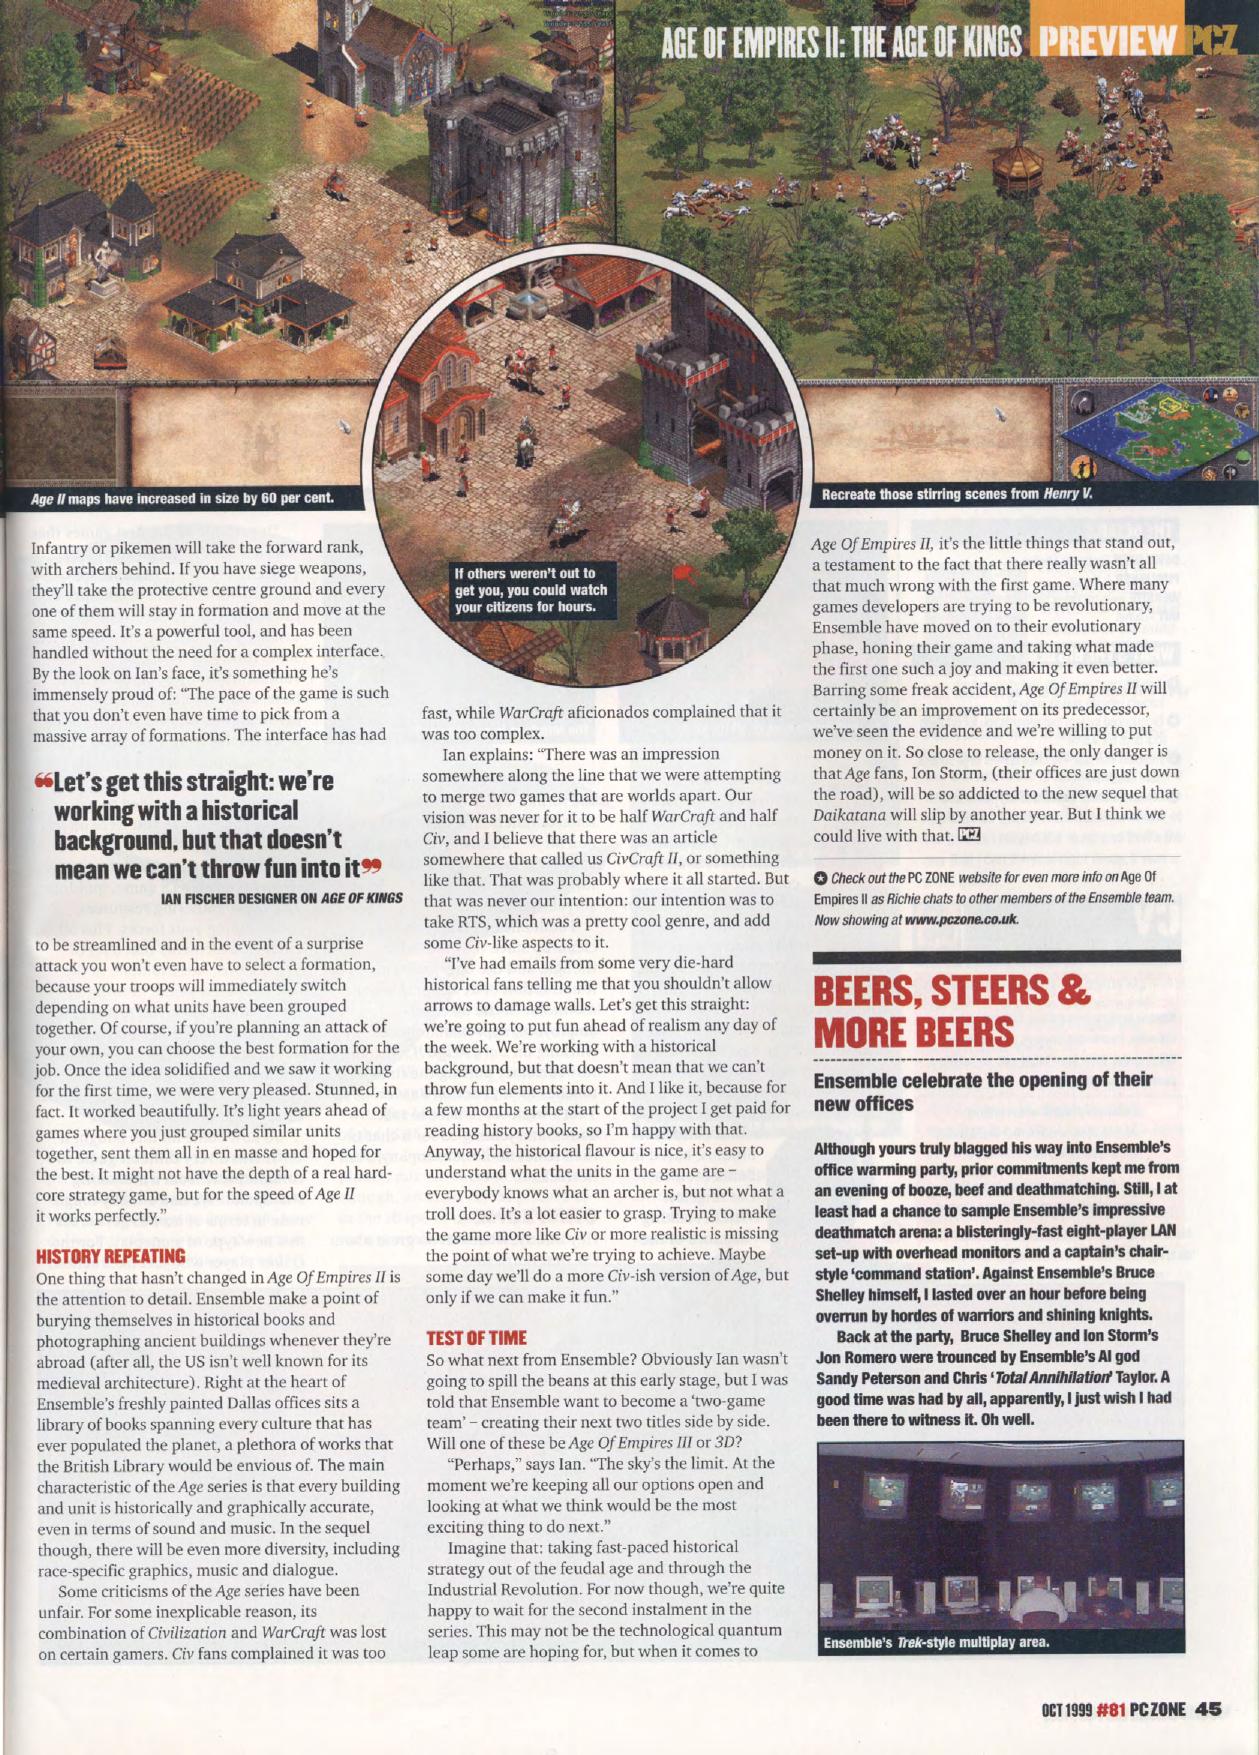 AGE OF EMPIRES II: THE AGE OF KINGS PREVIEW PCZ
Age II maps have increased in size by 60 per cent.
If others weren't out to
get you, you could watch
your citizens for hours.
Recreate those stirring scenes from Henry V.
Infantry or pikemen will take the forward rank,
with archers behind. If you have siege weapons,
they'll take the protective centre ground and every
one of them will stay in formation and move at the
same speed. It's a powerful tool, and has been
handled without the need for a complex interface.
By the look on Ian's face, it's something he's
immensely proud of: “The pace of the game is such
that you don't even have time to pick from a
massive array of formations. The interface has had
“Let's get this straight: we're
working with a historical
background, but that doesn't
mean we can't throw fun into it”
IAN FISCHER DESIGNER ON AGE OF KINGS
to be streamlined and in the event of a surprise
attack you won't even have to select a formation,
because your troops will immediately switch
depending on what units have been grouped
together. Of course, if you're planning an attack of
your own, you can choose the best formation for the
job. Once the idea solidified and we saw it working
for the first time, we were very pleased. Stunned, in
fact. It worked beautifully. It's light years ahead of
games where you just grouped similar units
together, sent them all in en masse and hoped for
the best. It might not have the depth of a real hard-
core strategy game, but for the speed of Age II
it works perfectly.”
HISTORY REPEATING
One thing that hasn't changed in Age Of Empires II is
the attention to detail. Ensemble make a point of
burying themselves in historical books and
photographing ancient buildings whenever they're
abroad (after all, the US isn't well known for its
medieval architecture). Right at the heart of
Ensemble's freshly painted Dallas offices sits a
library of books spanning every culture that has
ever populated the planet, a plethora of works that
the British Library would be envious of. The main
characteristic of the Age series is that every building
and unit is historically and graphically accurate,
even in terms of sound and music. In the sequel
though, there will be even more diversity, including
race-specific graphics, music and dialogue.
Some criticisms of the Age series have been
unfair. For some inexplicable reason, its
combination of Civilization and WarCraft was lost
on certain gamers. Civ fans complained it was too
fast, while WarCraft aficionados complained that it
was too complex.
Ian explains: “There was an impression
somewhere along the line that we were attempting
to merge two games that are worlds apart. Our
vision was never for it to be half WarCraft and half
Civ, and I believe that there was an article
somewhere that called us CivCraft II, or something
like that. That was probably where it all started. But
that was never our intention: our intention was to
take RTS, which was a pretty cool genre, and add
some Civ-like aspects to it.
“I've had emails from some very die-hard
historical fans telling me that you shouldn't allow
arrows to damage walls. Let's get this straight:
we're going to put fun ahead of realism any day of
the week. We're working with a historical
background, but that doesn't mean that we can't
throw fun elements into it. And I like it, because for
a few months at the start of the project I get paid for
reading history books, so I'm happy with that.
Anyway, the historical flavour is nice, it's easy to
understand what the units in the game are –
everybody knows what an archer is, but not what a
troll does. It's a lot easier to grasp. Trying to make
the game more like Civ or more realistic is missing
the point of what we're trying to achieve. Maybe
some day we'll do a more Civ-ish version of Age, but
only if we can make it fun.”
TEST OF TIME
So what next from Ensemble? Obviously Ian wasn't
going to spill the beans at this early stage, but I was
told that Ensemble want to become a ‘two-game
team’ – creating their next two titles side by side.
Will one of these be Age Of Empires III or 3D?
“Perhaps,” says Ian. “The sky's the limit. At the
moment we're keeping all our options open and
looking at what we think would be the most
exciting thing to do next.”
Imagine that: taking fast-paced historical
strategy out of the feudal age and through the
Industrial Revolution. For now though, we're quite
happy to wait for the second instalment in the
series. This may not be the technological quantum
leap some are hoping for, but when it comes to
Age Of Empires II, it's the little things that stand out,
a testament to the fact that there really wasn't all
that much wrong with the first game. Where many
games developers are trying to be revolutionary,
Ensemble have moved on to their evolutionary
phase, honing their game and taking what made
the first one such a joy and making it even better.
Barring some freak accident, Age Of Empires II will
certainly be an improvement on its predecessor,
we've seen the evidence and we're willing to put
money on it. So close to release, the only danger is
that Age fans, Ion Storm, (their offices are just down
the road), will be so addicted to the new sequel that
Daikatana will slip by another year. But I think we
could live with that. PCZ
Check out the PC ZONE website for even more info on Age Of
Empires II as Richie chats to other members of the Ensemble team.
Now showing at www.pczone.co.uk.
BEERS, STEERS &
MORE BEERS
Ensemble celebrate the opening of their
new offices
Although yours truly blagged his way into Ensemble's
office warming party, prior commitments kept me from
an evening of booze, beef and deathmatching. Still, I at
least had a chance to sample Ensemble's impressive
deathmatch arena: a blisteringly-fast eight-player LAN
set-up with overhead monitors and a captain's chair-
style ‘command station’. Against Ensemble's Bruce
Shelley himself, I lasted over an hour before being
overrun by hordes of warriors and shining knights.
Back at the party, Bruce Shelley and Ion Storm's
Jon Romero were trounced by Ensemble's AI god
Sandy Peterson and Chris ‘Total Annihilation’ Taylor. A
good time was had by all, apparently, I just wish I had
been there to witness it. Oh well.
Ensemble's Trek-style multiplay area.
OCT 1999 #81 PC ZONE 45